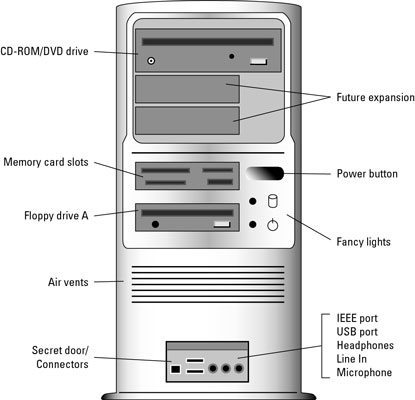 CD-ROM/DVD drive
Future expansion
Memory card slots
Power button
Floppy drive A
Fancy lights
Air vents
Secret door/
Connectors
IEEE port
USB port
Headphones
Line In
Microphone